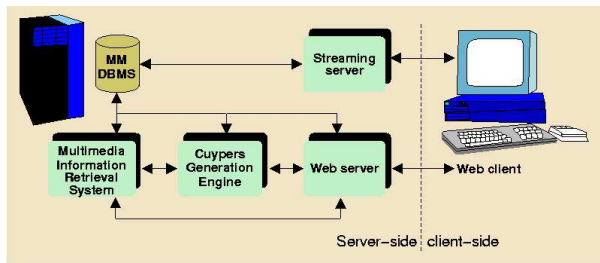 MM
DBMS
Streaming
server
Multimedia
Information
Retrieval
System
Cuypers
Generation
Engine
Web server
Web client
Server-side
client-side